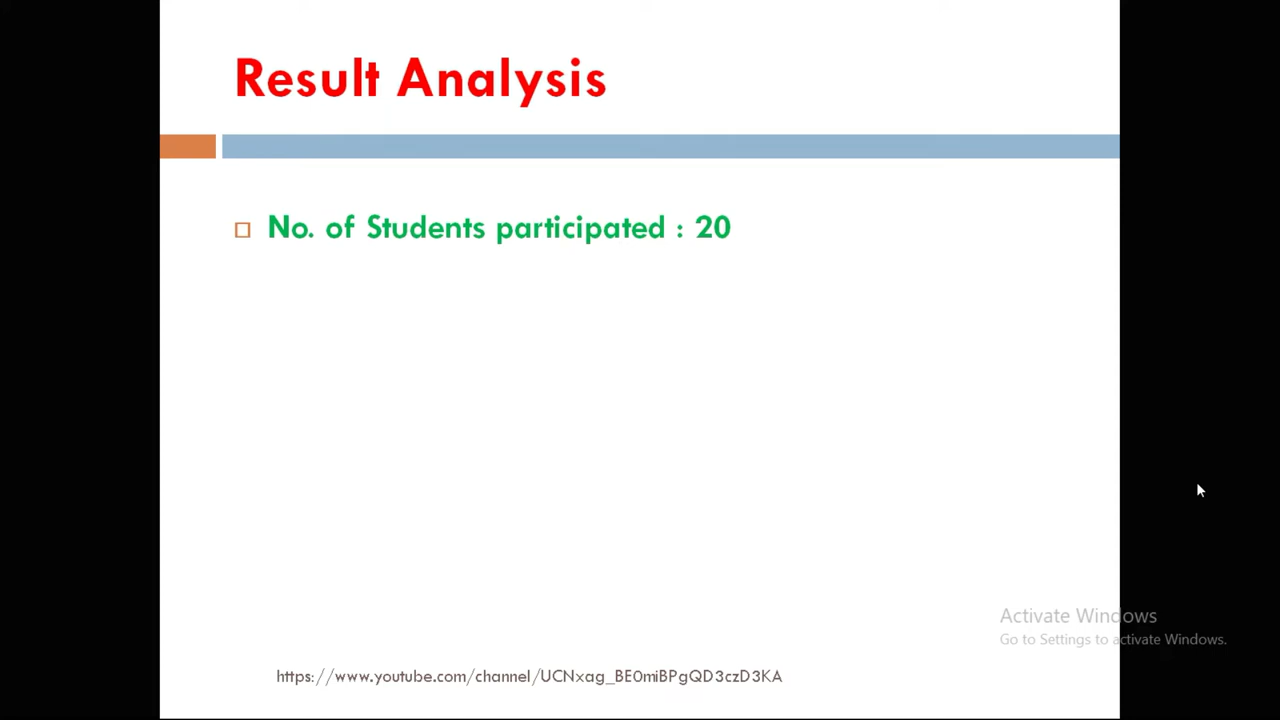 Result Analysis
No. of Students participated : 20
Activate Windows
Go to Settings to activate Windows.
https://www.youtube.com/channel/UCNxag_BE0miBPgQD3czD3KA